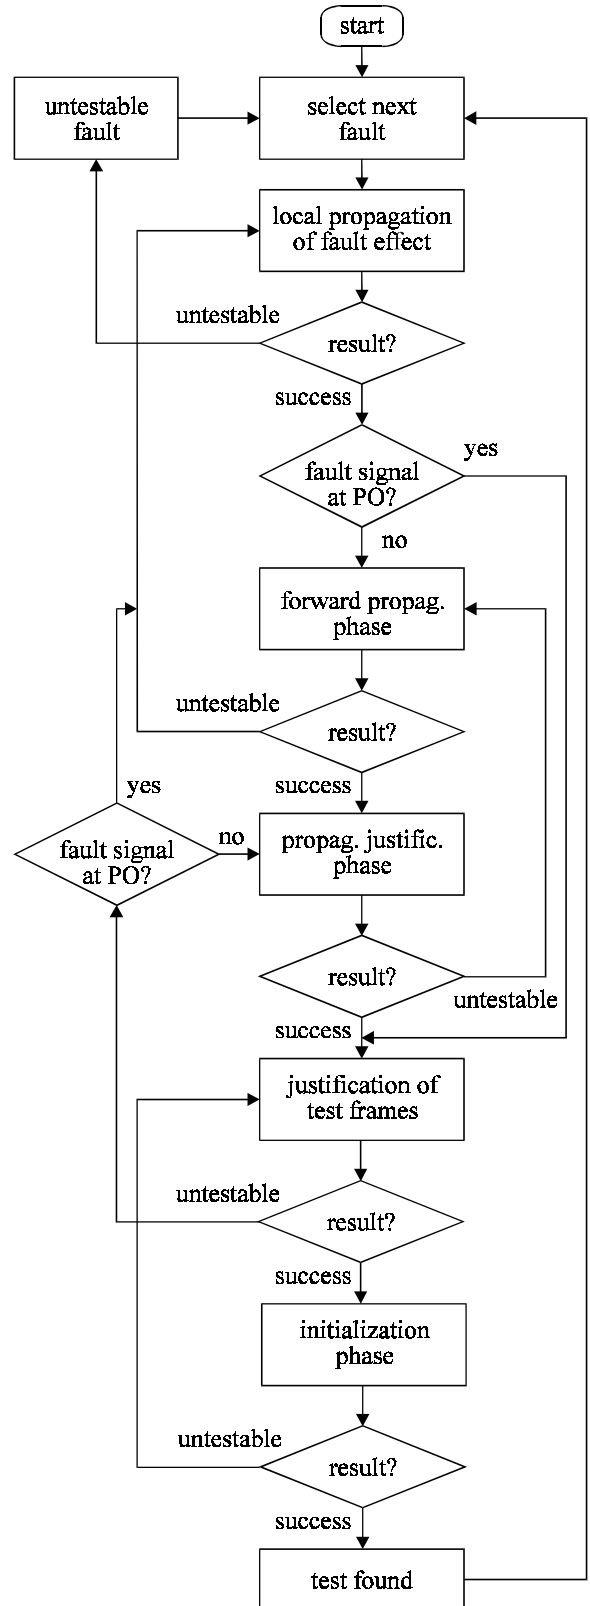 start
untestable
fault
select next
fault
local propagation
of fault effect
untestable
result?
success
fault signal
at PO?
yes
no
forward propag.
phase
untestable
result?
success
yes
fault signal
at PO?
no
propag. justific.
phase
result?
untestable
success
justification of
test frames
untestable
result?
success
initialization
phase
untestable
result?
success
test found